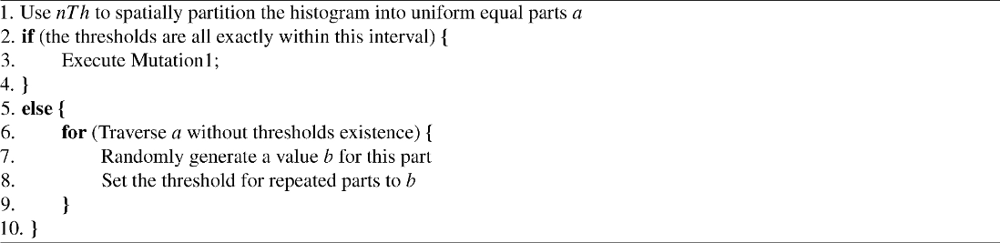 1. Use nTh to spatially partition the histogram into uniform equal parts a
2. if (the thresholds are all exactly within this interval) {
3. Execute Mutation1;
4. }
5. else {
6. for (Traverse a without thresholds existence) {
7. Randomly generate a value b for this part
8. Set the threshold for repeated parts to b
9. }
10. }